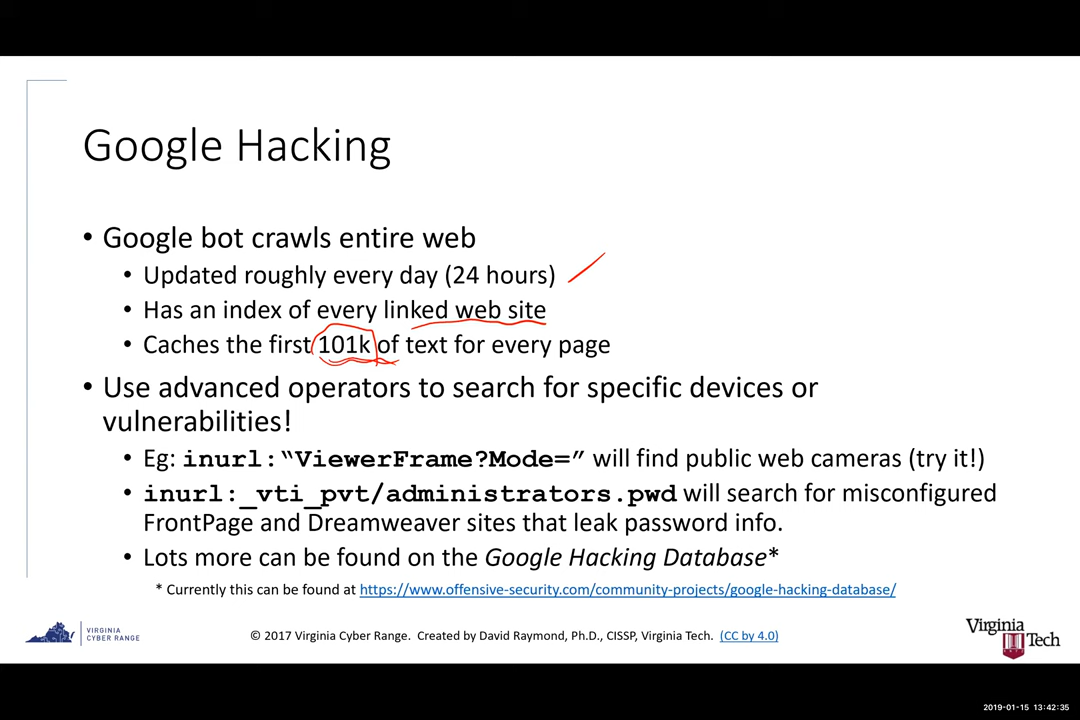 Google Hacking
• Google bot crawls entire web
• Updated roughly every day (24 hours)
• Has an index of every linked web site
• Caches the first 101k of text for every page
• Use advanced operators to search for specific devices or
vulnerabilities!
• Eg: inurl:“ViewerFrame?Mode=” will find public web cameras (try it!)
• inurl:_vti_pvt/administrators.pwd will search for misconfigured
FrontPage and Dreamweaver sites that leak password info.
• Lots more can be found on the Google Hacking Database*
* Currently this can be found at https://www.offensive-security.com/community-projects/google-hacking-database/
VIRGINIA
CYBER RANGE
© 2017 Virginia Cyber Range. Created by David Raymond, Ph.D., CISSP, Virginia Tech. (CC by 4.0)
Virginia
Tech
2019-01-15 13:42:35